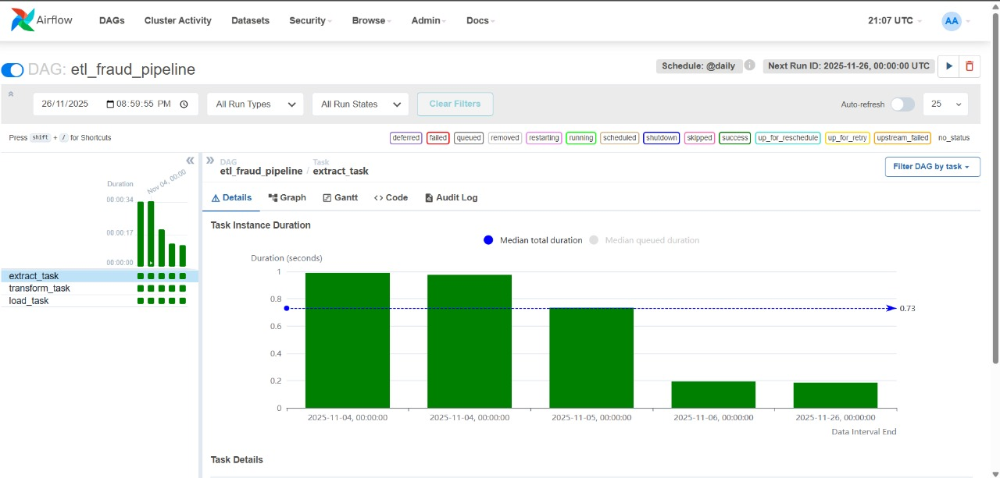 Airflow DAGs Cluster Activity Datasets Security Browse Admin Docs 21:07 UTC AA
DAG: etl_fraud_pipeline Schedule: @daily Next Run ID: 2025-11-26, 00:00:00 UTC
26/11/2025 08:59:55 PM All Run Types All Run States Clear Filters Auto-refresh 25
Press shift + / for Shortcuts deferred failed queued removed restarting running scheduled shutdown skipped success up_for_reschedule up_for_retry upstream_failed no_status
DAG Task
etl_fraud_pipeline / extract_task Filter DAG by task
Duration Nov 04, 00:00
00:00:34
00:00:17
00:00:00
extract_task
transform_task
load_task
Details Graph Gantt Code Audit Log
Task Instance Duration
Median total duration Median queued duration
Duration (seconds)
1
0.8
0.73
0.6
0.4
0.2
0
2025-11-04, 00:00:00 2025-11-04, 00:00:00 2025-11-05, 00:00:00 2025-11-06, 00:00:00 2025-11-26, 00:00:00
Data Interval End
Task Details